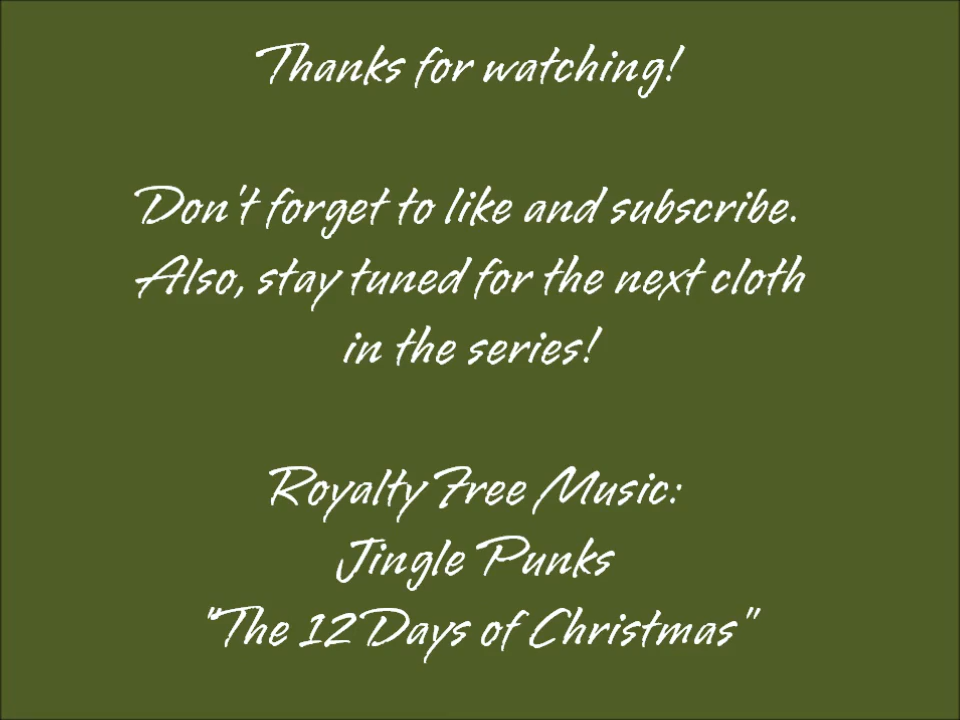 Thanks for watching!
Don't forget to like and subscribe.
Also, stay tuned for the next cloth
in the series!
Royalty Free Music:
Jingle Punks
"The 12 Days of Christmas"